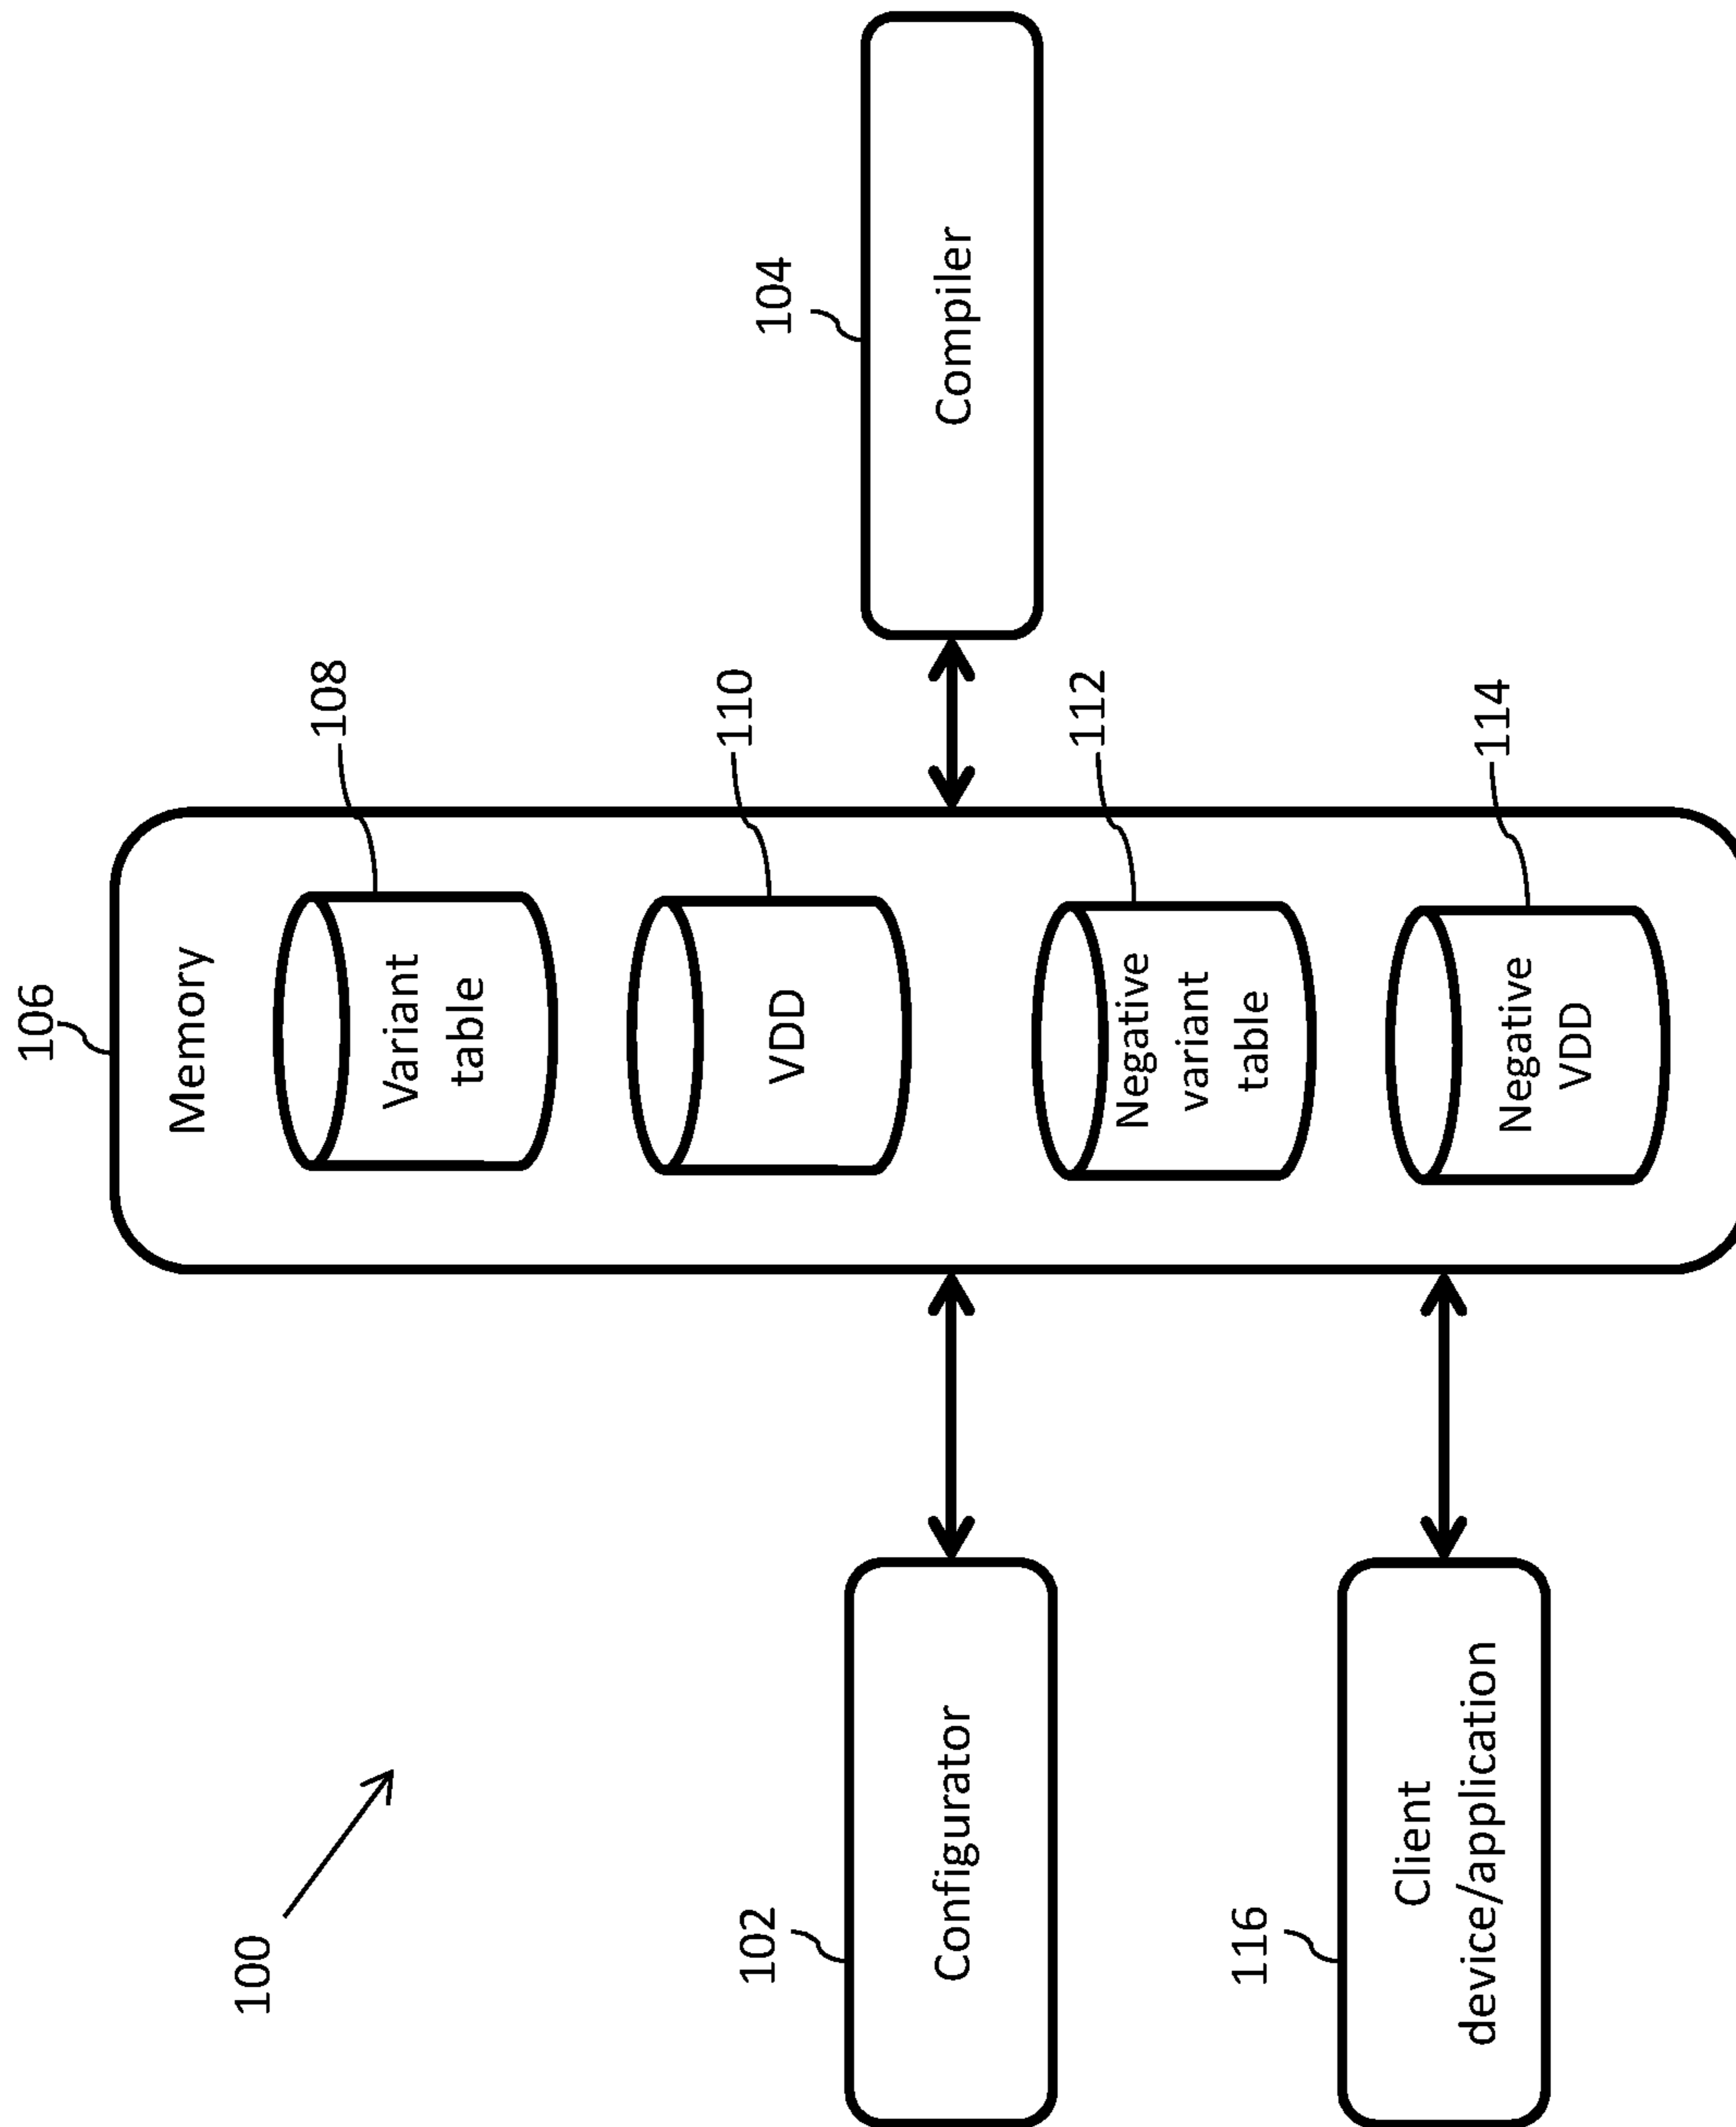 100
106
Memory
108
Variant
table
110
VDD
112
Negative
variant
table
114
Negative
VDD
102
Configurator
104
Compiler
116
Client
device/application